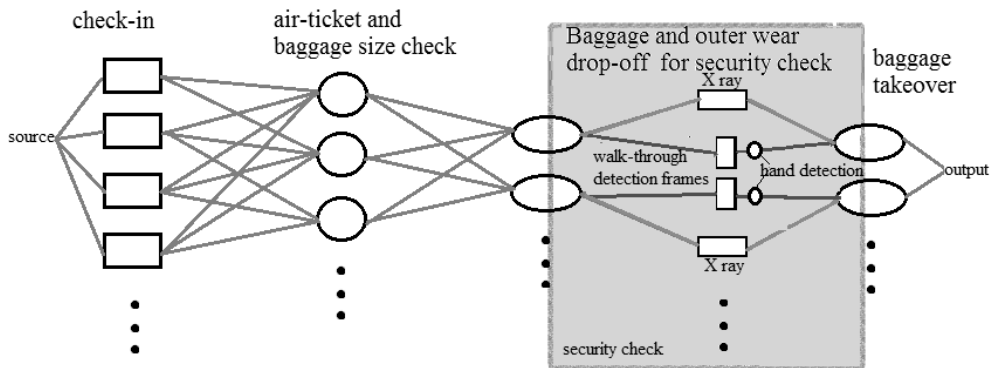 check-in
air-ticket and
baggage size check
Baggage and outer wear
drop-off for security check
baggage
takeover
X ray
source
walk-through
detection frames
hand detection
output
X ray
security check